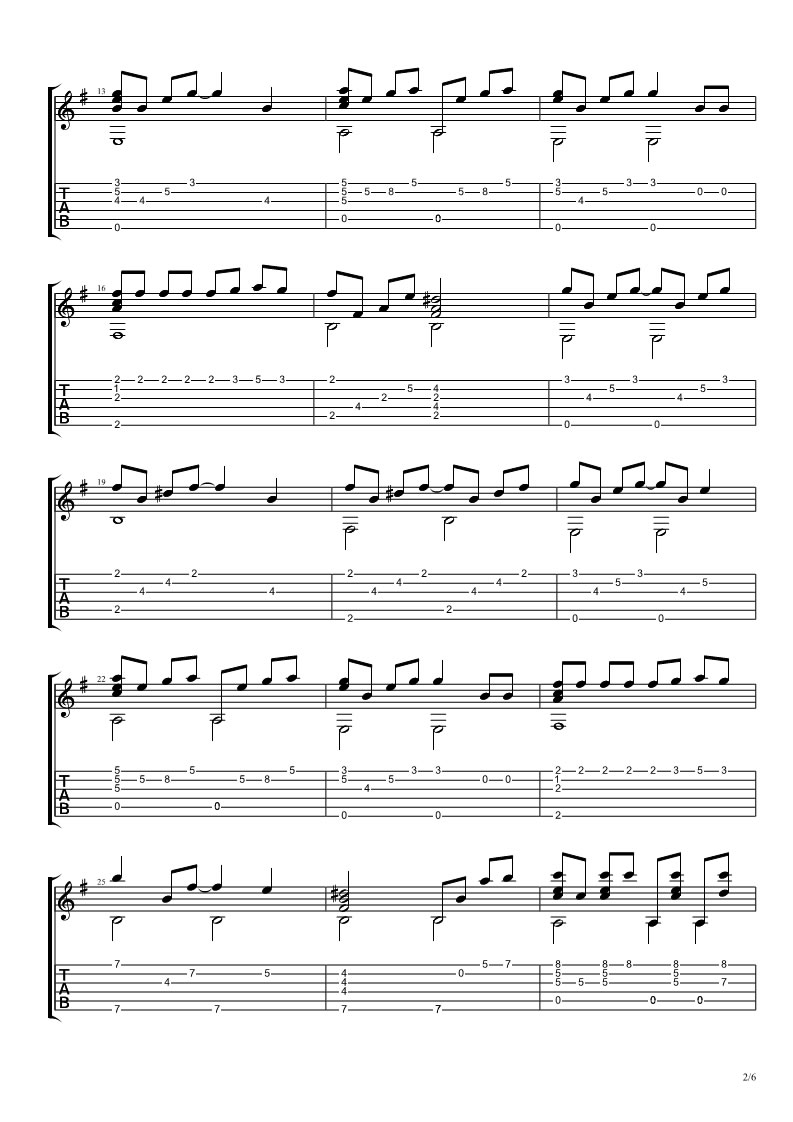 13
3 3 5 5 5 3 3 3
T 5 5 5 5 8 5 8 5 5 0 0
A 4 4 4 5 4
B 0 0
0 0 0
16
2 2 2 2 2 3 5 3 2 3 3 3
T 1 5 4 5 5
A 2 2 2 4 4
4 4
B 2 2
2 0 0
19
2 2 2 2 2 3 3
T 4 4 4 5 5
A 4 4 4 4 4 4
B 2 2
2 0 0
22
5 5 5 3 3 3 2 2 2 2 2 3 5 3
T 5 5 8 5 8 5 5 0 0 1
A 5 4 2
B 0 0
0 0 2
25
7 5 7 8 8 8 8 8
T 7 5 4 0 5 5 5
A 4 4 5 5 5 5 7
4
B 0 0 0
7 7 7 7
2/6